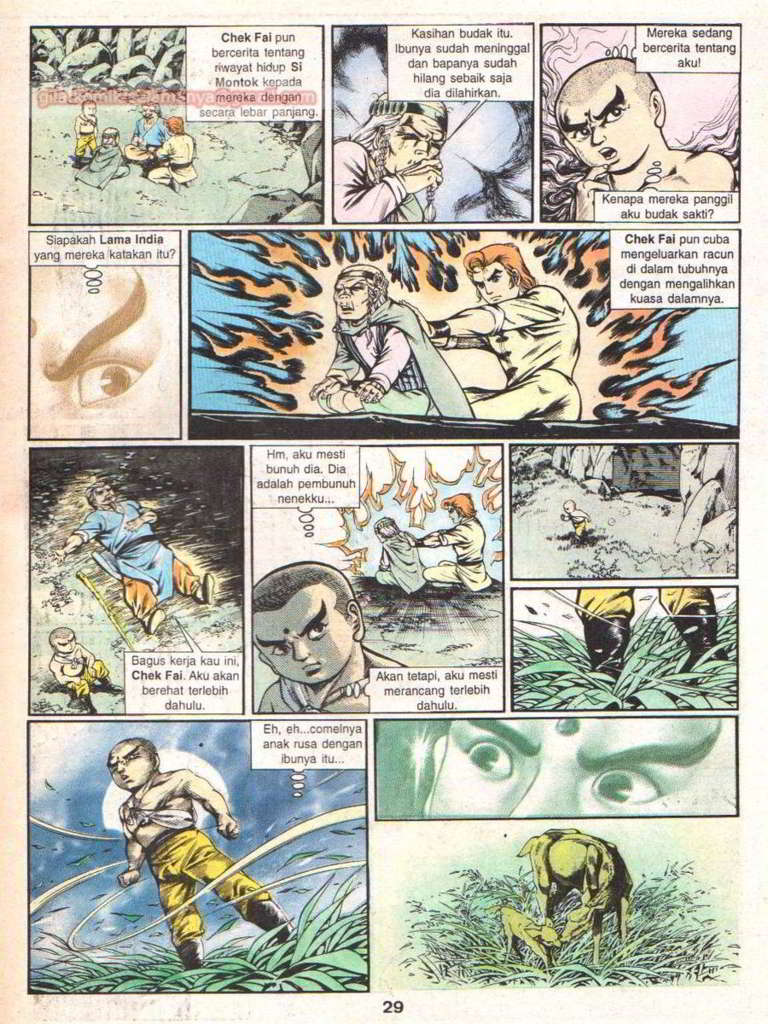 Chek Fai pun
bercerita tentang
riwayat hidup Si
Montok kepada
mereka dengan
secara lebar panjang.
Kasihan budak itu.
Ibunya sudah meninggal
dan bapanya sudah
hilang sebaik saja
dia dilahirkan.
Mereka sedang
bercerita tentang
aku!
Kenapa mereka panggil
aku budak sakti?
Siapakah Lama India
yang mereka katakan itu?
Chek Fai pun cuba
mengeluarkan racun
di dalam tubuhnya
dengan mengalihkan
kuasa dalamnya.
Bagus kerja kau ini,
Chek Fai. Aku akan
berehat terlebih
dahulu.
Hm, aku mesti
bunuh dia. Dia
adalah pembunuh
nenekku...
Akan tetapi, aku mesti
merancang terlebih
dahulu.
Eh, eh...comelnya
anak rusa dengan
ibunya itu...
29